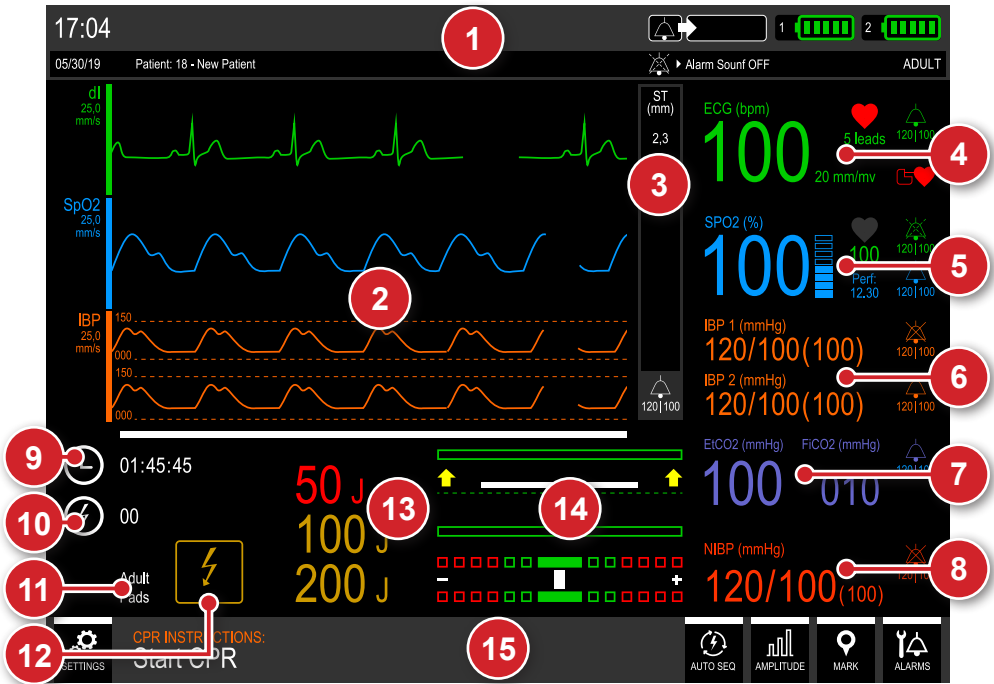 17:04
1
1
2
05/30/19
Patient: 18 - New Patient
Alarm Sounf OFF
ADULT
dI
25,0
mm/s
ST
(mm)
2,3
ECG (bpm)
100
5 leads
20 mm/mv
120|100
4
3
SpO2
25,0
mm/s
SPO2 (%)
100
100
Perf:
12.30
120|100
120|100
5
2
IBP
25,0
mm/s
150
000
150
000
120|100
IBP 1 (mmHg)
120/100(100)
120|100
6
IBP 2 (mmHg)
120/100(100)
120|100
9
01:45:45
10
00
50 J
100 J
200 J
13
14
EtCO2 (mmHg)
FiCO2 (mmHg)
100
010
7
11
Adult
Pads
- +
NIBP (mmHg)
120/100(100)
8
12
SETTINGS
CPR INSTRUCTIONS:
Start CPR
15
AUTO SEQ
AMPLITUDE
MARK
ALARMS